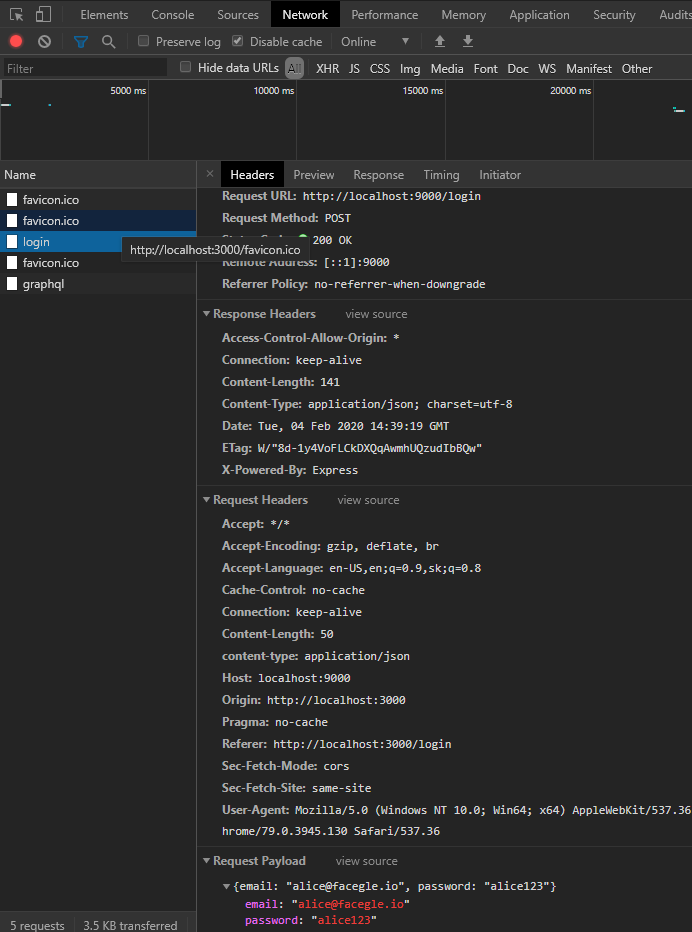 Elements Console Sources Network Performance Memory Application Security Audits
Preserve log Disable cache Online
Filter Hide data URLs All XHR JS CSS Img Media Font Doc WS Manifest Other
5000 ms 10000 ms 15000 ms 20000 ms
Name
favicon.ico
favicon.ico
login
favicon.ico
graphql
http://localhost:3000/favicon.ico
5 requests 3.5 KB transferred
× Headers Preview Response Timing Initiator
Request URL: http://localhost:9000/login
Request Method: POST
200 OK
Remote Address: [::1]:9000
Referrer Policy: no-referrer-when-downgrade
Response Headers view source
Access-Control-Allow-Origin: *
Connection: keep-alive
Content-Length: 141
Content-Type: application/json; charset=utf-8
Date: Tue, 04 Feb 2020 14:39:19 GMT
ETag: W/"8d-1y4VoFLCkDXQqAwmhUQzudIbBQw"
X-Powered-By: Express
Request Headers view source
Accept: */*
Accept-Encoding: gzip, deflate, br
Accept-Language: en-US,en;q=0.9,sk;q=0.8
Cache-Control: no-cache
Connection: keep-alive
Content-Length: 50
content-type: application/json
Host: localhost:9000
Origin: http://localhost:3000
Pragma: no-cache
Referer: http://localhost:3000/login
Sec-Fetch-Mode: cors
Sec-Fetch-Site: same-site
User-Agent: Mozilla/5.0 (Windows NT 10.0; Win64; x64) AppleWebKit/537.36
hrome/79.0.3945.130 Safari/537.36
Request Payload view source
{email: "alice@facegle.io", password: "alice123"}
email: "alice@facegle.io"
password: "alice123"